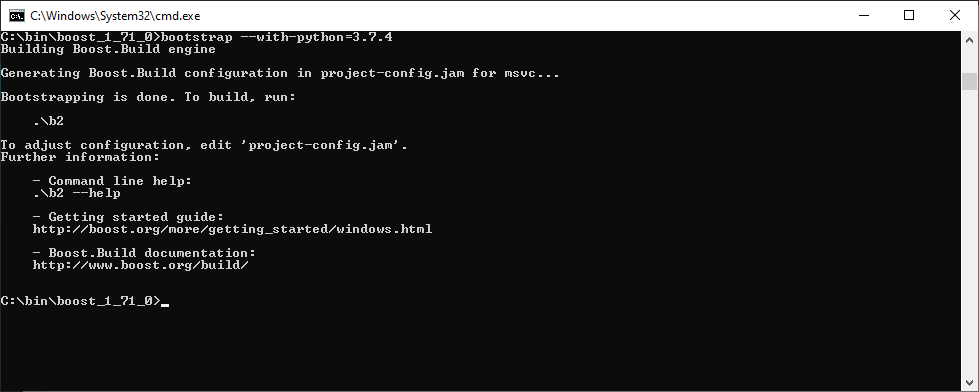 C:\Windows\System32\cmd.exe
C:\bin\boost_1_71_0>bootstrap --with-python=3.7.4
Building Boost.Build engine
Generating Boost.Build configuration in project-config.jam for msvc...
Bootstrapping is done. To build, run:
.\b2
To adjust configuration, edit 'project-config.jam'.
Further information:
- Command line help:
.\b2 --help
- Getting started guide:
http://boost.org/more/getting_started/windows.html
- Boost.Build documentation:
http://www.boost.org/build/
C:\bin\boost_1_71_0>